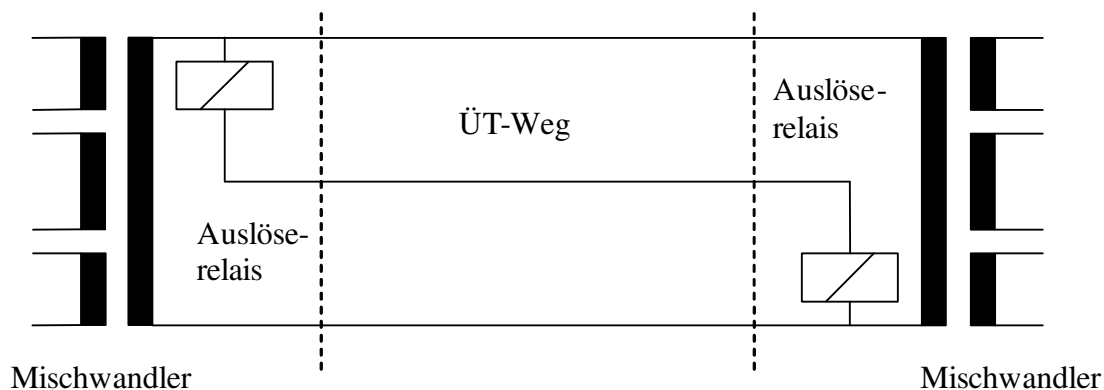 Auslöse-
relais
ÜT-Weg
Auslöse-
relais
Mischwandler
Mischwandler